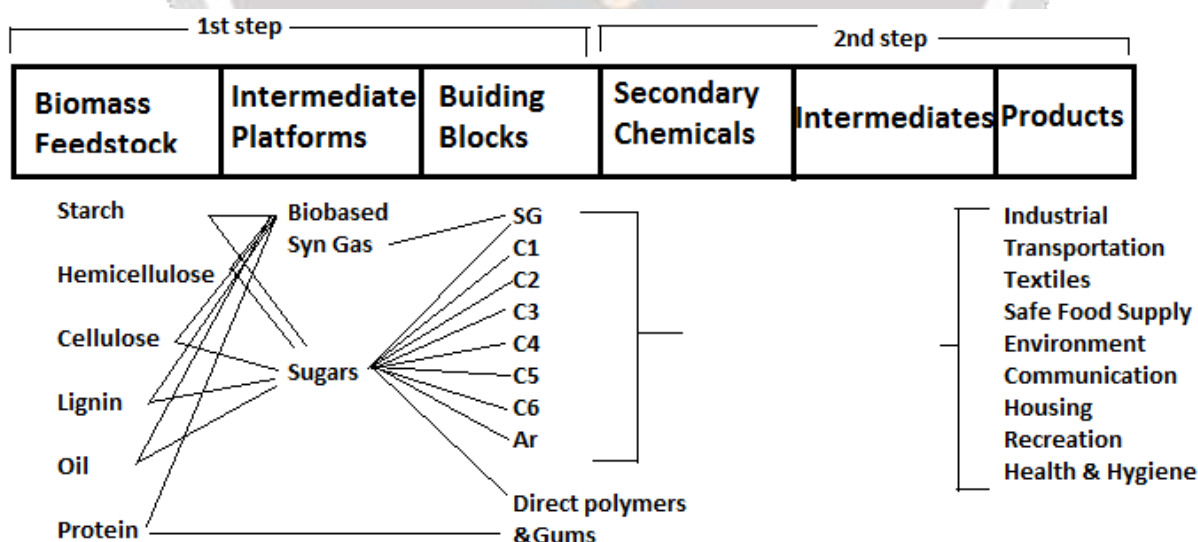 1st step
2nd step
Biomass
Feedstock
Intermediate
Platforms
Buiding
Blocks
Secondary
Chemicals
Intermediates
Products
Starch
Hemicellulose
Cellulose
Lignin
Oil
Protein
Biobased
Syn Gas
Sugars
SG
C1
C2
C3
C4
C5
C6
Ar
Direct polymers
&Gums
Industrial
Transportation
Textiles
Safe Food Supply
Environment
Communication
Housing
Recreation
Health & Hygiene